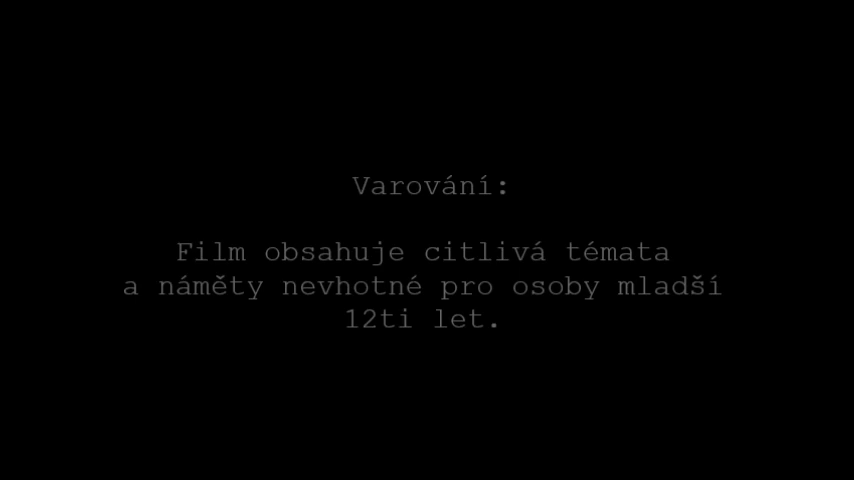 Varování:
Film obsahuje citlivá témata
a náměty nevhotné pro osoby mladší
12ti let.